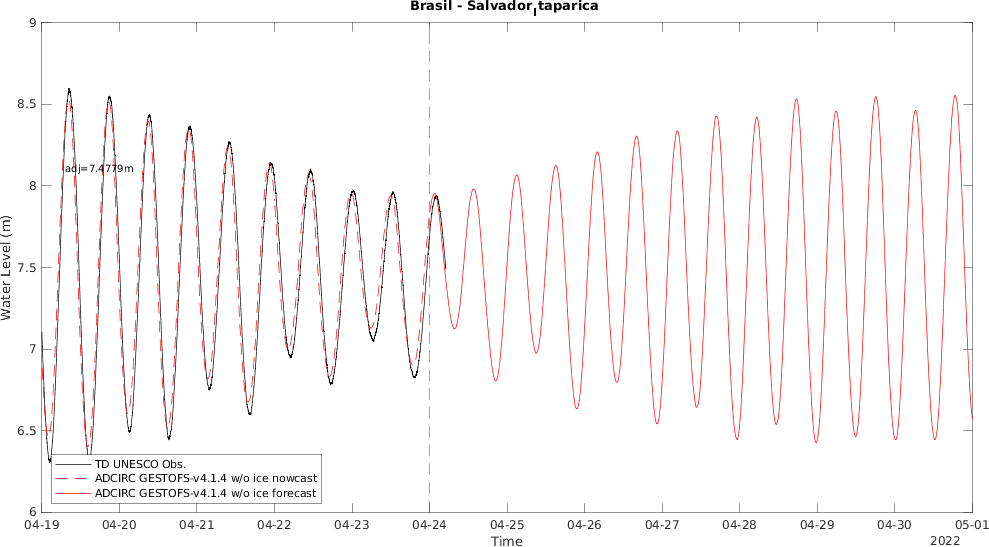 Brasil - Salvador_Itaparica
9
8.5
adj=7.4779m
8
7.5
Water Level (m)
7
6.5
TD UNESCO Obs.
ADCIRC GESTOFS-v4.1.4 w/o ice nowcast
ADCIRC GESTOFS-v4.1.4 w/o ice forecast
6
04-19 04-20 04-21 04-22 04-23 04-24 04-25 04-26 04-27 04-28 04-29 04-30 05-01
Time
2022